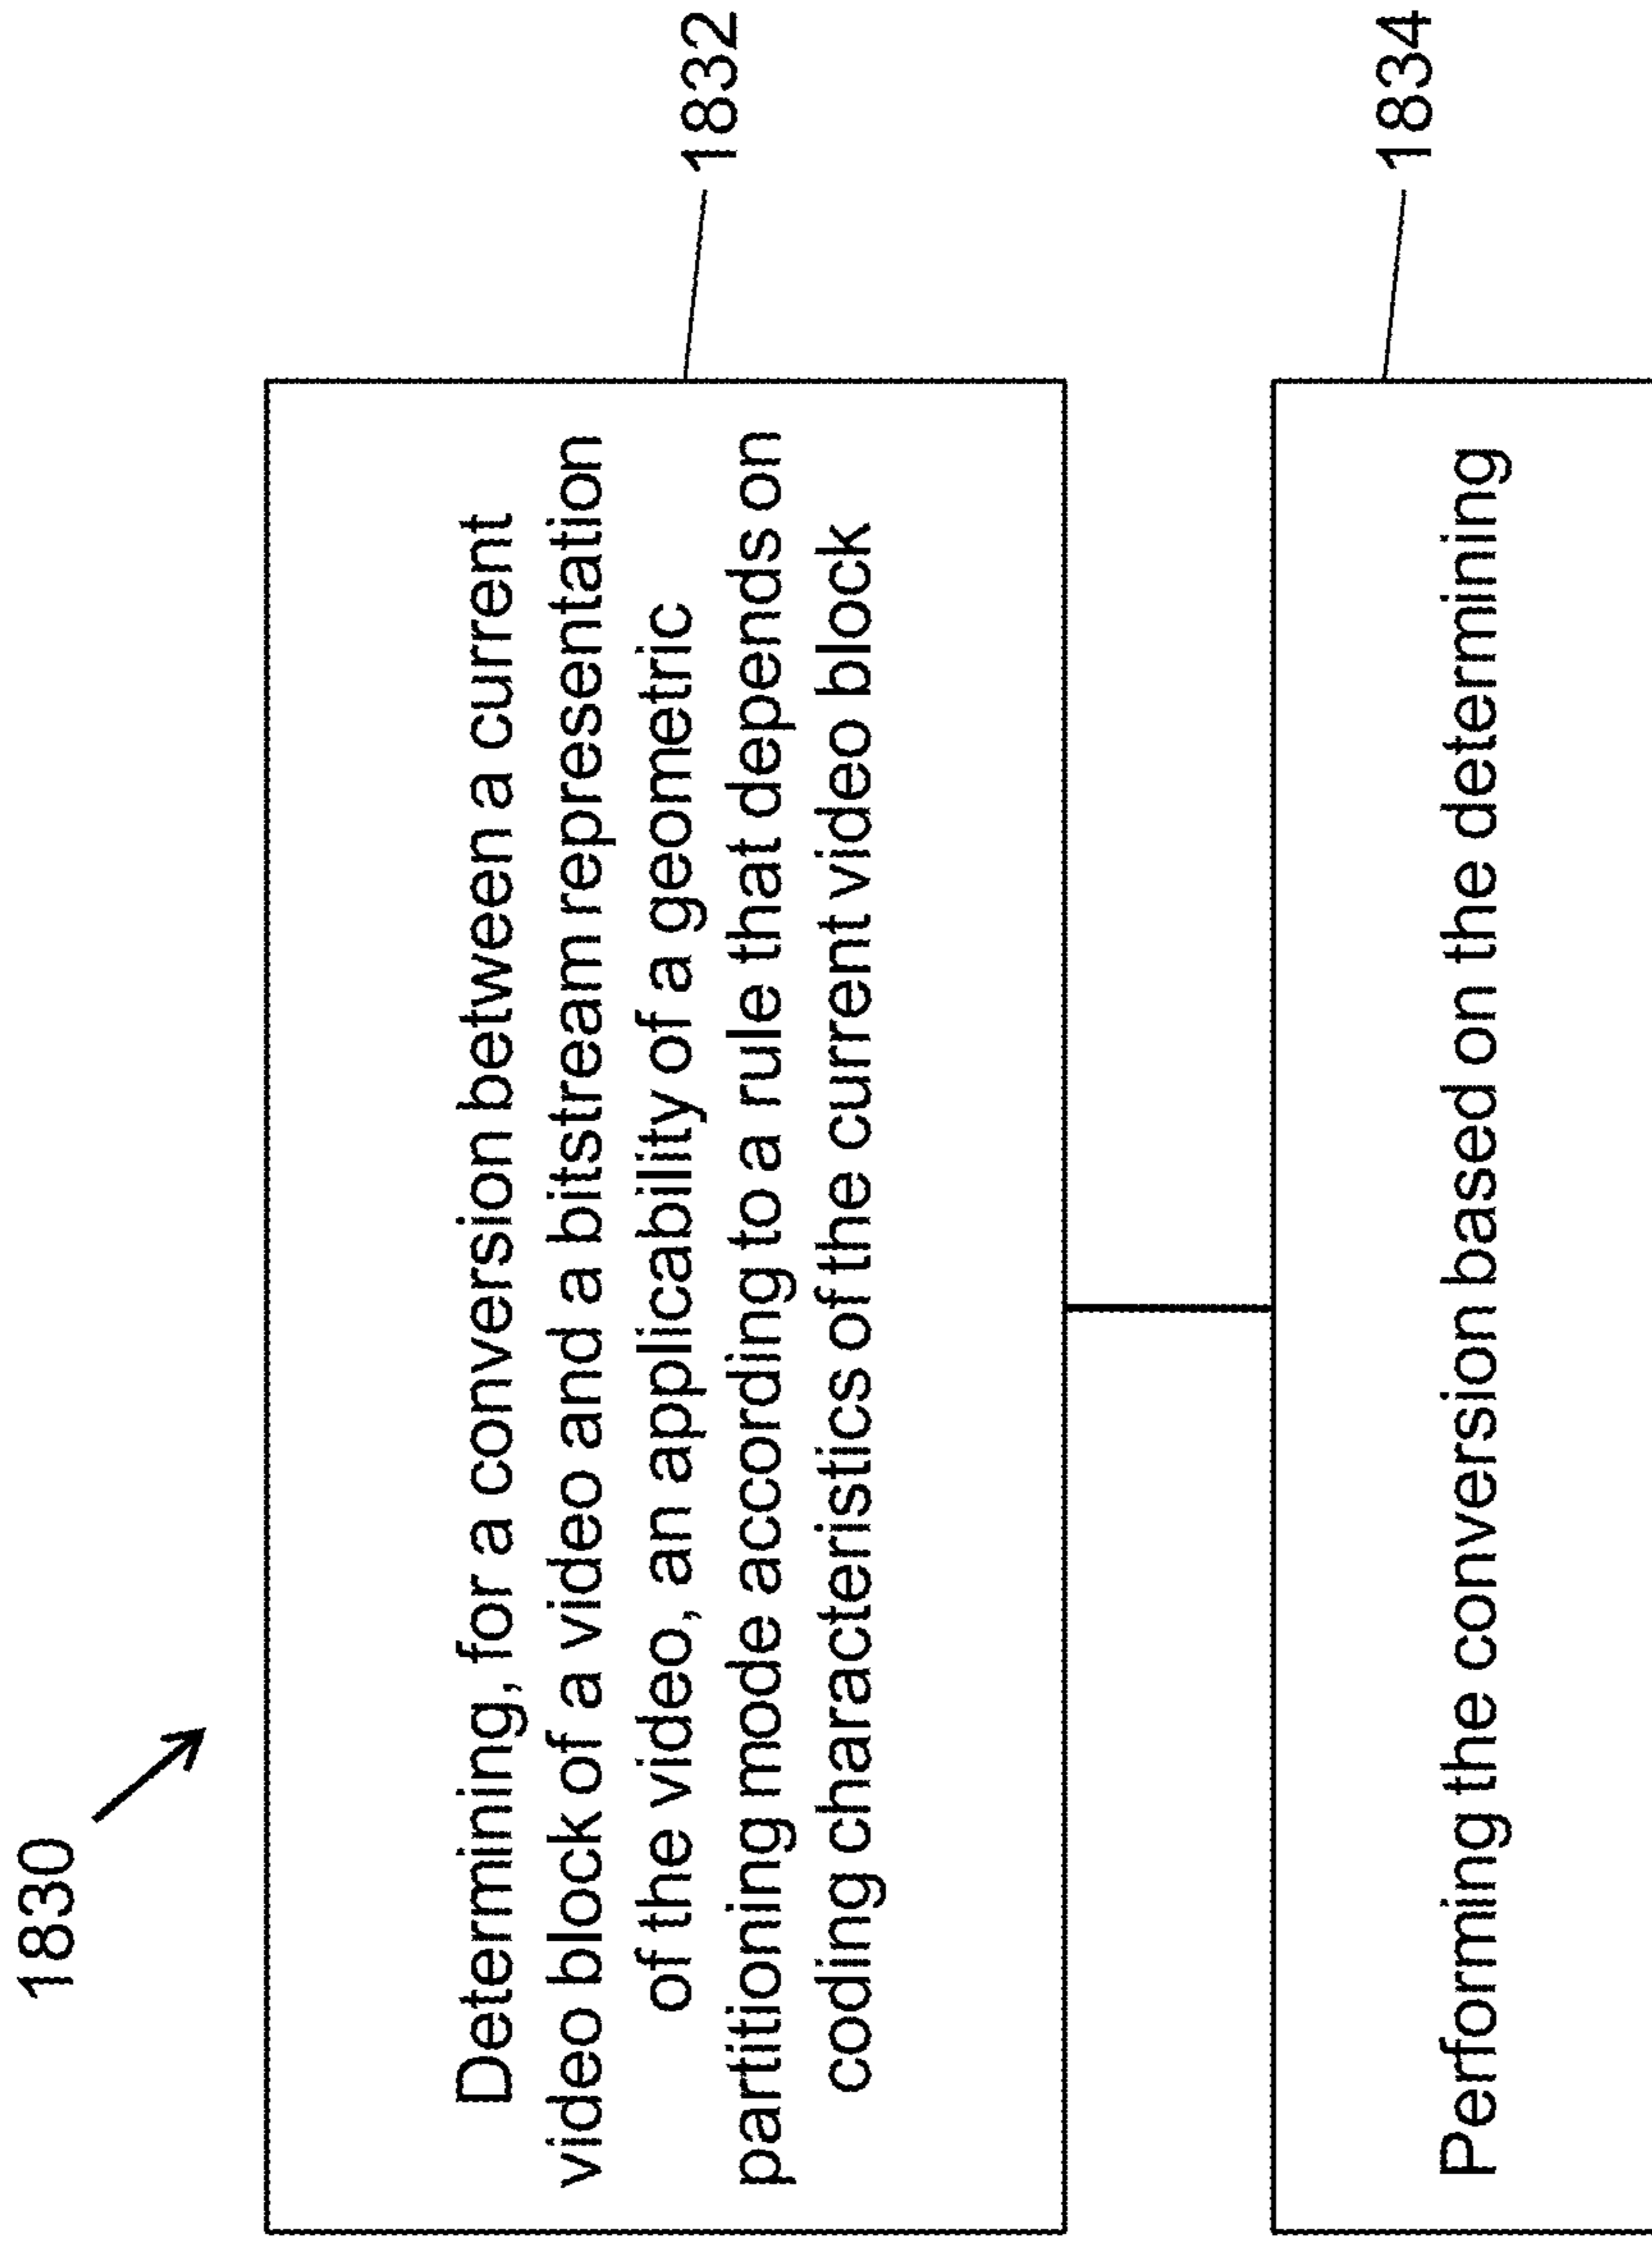 1830
Determining, for a conversion between a current
video block of a video and a bitstream representation
of the video, an applicability of a geometric
partitioning mode according to a rule that depends on
coding characteristics of the current video block
1832
Performing the conversion based on the determining
1834